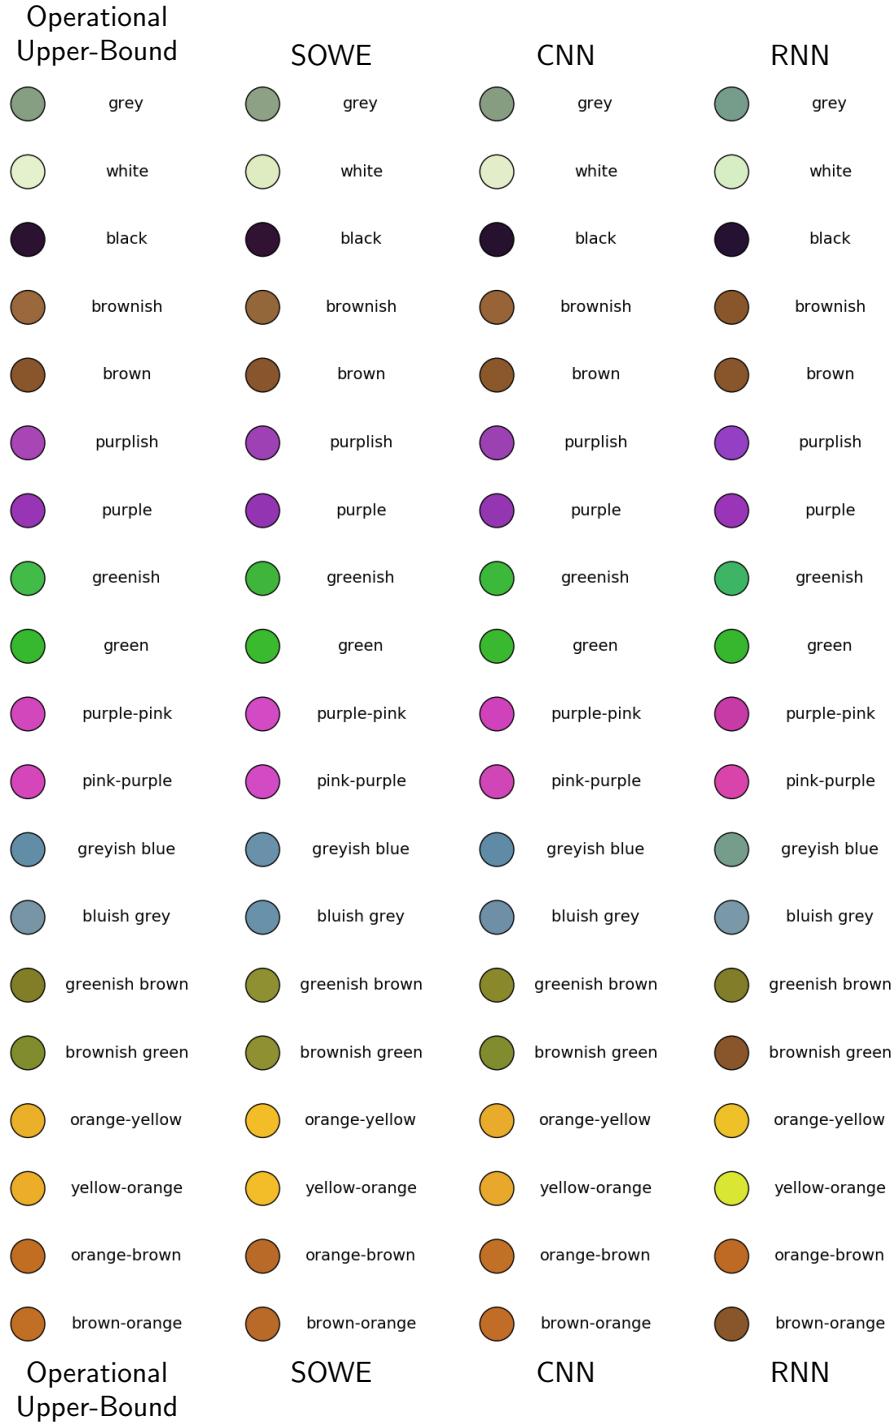 Operational
Upper-Bound SOWE CNN RNN
grey grey grey grey
white white white white
black black black black
brownish brownish brownish brownish
brown brown brown brown
purplish purplish purplish purplish
purple purple purple purple
greenish greenish greenish greenish
green green green green
purple-pink purple-pink purple-pink purple-pink
pink-purple pink-purple pink-purple pink-purple
greyish blue greyish blue greyish blue greyish blue
bluish grey bluish grey bluish grey bluish grey
greenish brown greenish brown greenish brown greenish brown
brownish green brownish green brownish green brownish green
orange-yellow orange-yellow orange-yellow orange-yellow
yellow-orange yellow-orange yellow-orange yellow-orange
orange-brown orange-brown orange-brown orange-brown
brown-orange brown-orange brown-orange brown-orange
Operational SOWE CNN RNN
Upper-Bound